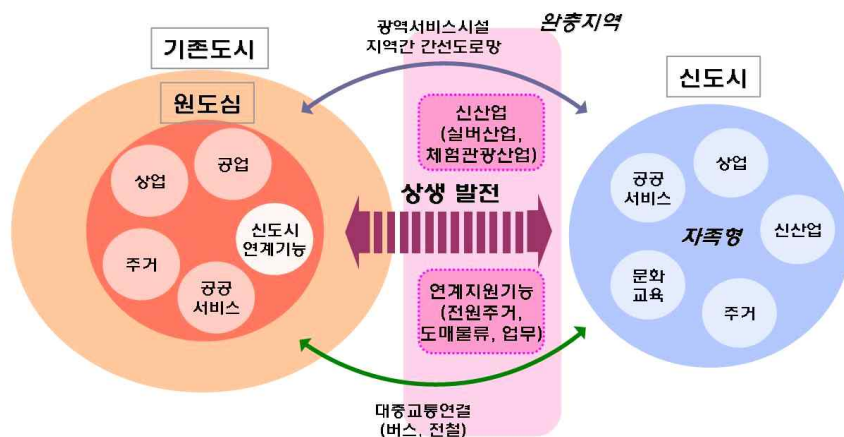 기존도시
원도심
상업
공업
신도시
연계기능
주거
공공
서비스
광역서비스시설
지역간 간선도로망
완충지역
신산업
(실버산업,
체험관광산업)
상생 발전
연계지원기능
(전원주거,
도매물류, 업무)
대중교통연결
(버스, 전철)
신도시
공공
서비스
상업
자족형
신산업
문화
교육
주거